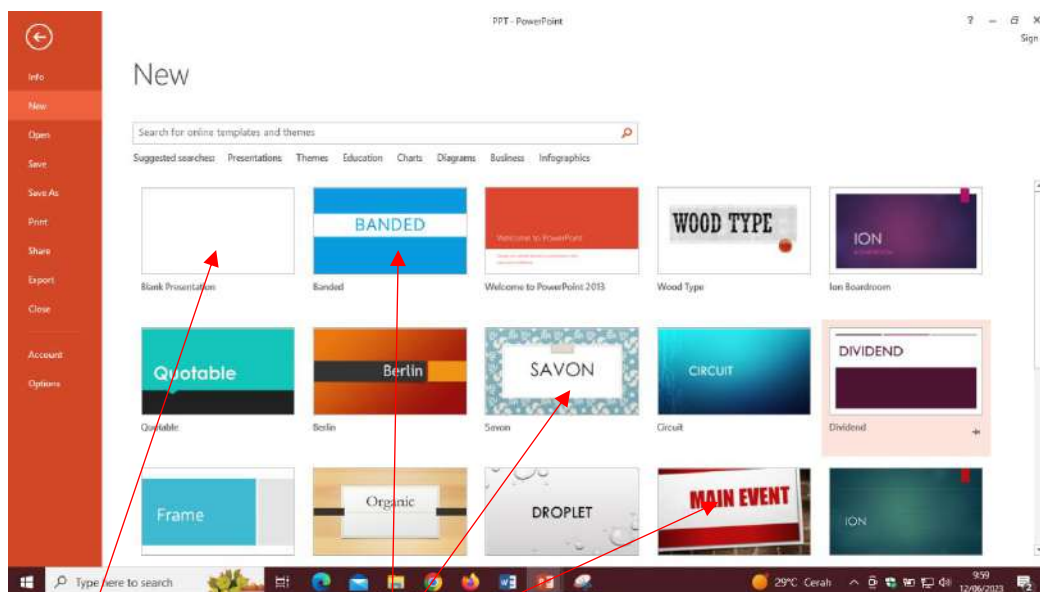 PPT - PowerPoint
?
Sign
Info
New
Open
Save
Save As
Print
Share
Export
Close
Account
Options
New
Search for online templates and themes
Suggested searches: Presentations Themes Education Charts Diagrams Business Infographics
BANDED
Welcome to PowerPoint
WOOD TYPE
ION
Blank Presentation Banded Welcome to PowerPoint 2013 Wood Type Ion Boardroom
Quotable
Berlin
SAVON
CIRCUIT
DIVIDEND
Quotable Berlin Savon Circuit Dividend
Frame
Organic
DROPLET
MAIN EVENT
ION
Type here to search
29°C Cerah
9:59
12/06/2023
2